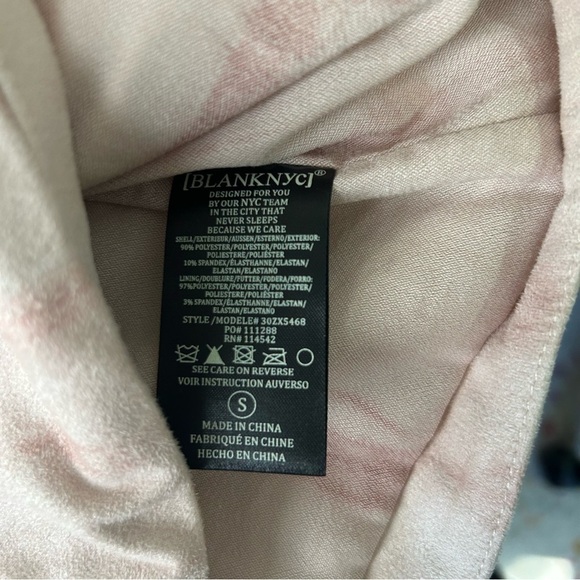 [BLANKNYC]®
DESIGNED FOR YOU
BY OUR NYC TEAM
IN THE CITY THAT
NEVER SLEEPS
BECAUSE WE CARE
SHELL/EXTERIEUR/AUSSEN/ESTERNO/EXTERIOR:
90% POLYESTER/POLYESTER/POLYESTER/
POLIESTERE/POLIÉSTER
10% SPANDEX/ÉLASTHANNE/ELASTAN/
ELASTAN/ELASTANO
LINING/DOUBLURE/FUTTER/FODERA/FORRO:
97%POLYESTER/POLYESTER/POLYESTER/
POLIESTERE/POLIÉSTER
3% SPANDEX/ÉLASTHANNE/ELASTAN/
ELASTAN/ELASTANO
STYLE /MODELE# 30ZX5468
PO# 111288
RN# 114542
SEE CARE ON REVERSE
VOIR INSTRUCTION AUVERSO
S
MADE IN CHINA
FABRIQUÉ EN CHINE
HECHO EN CHINA